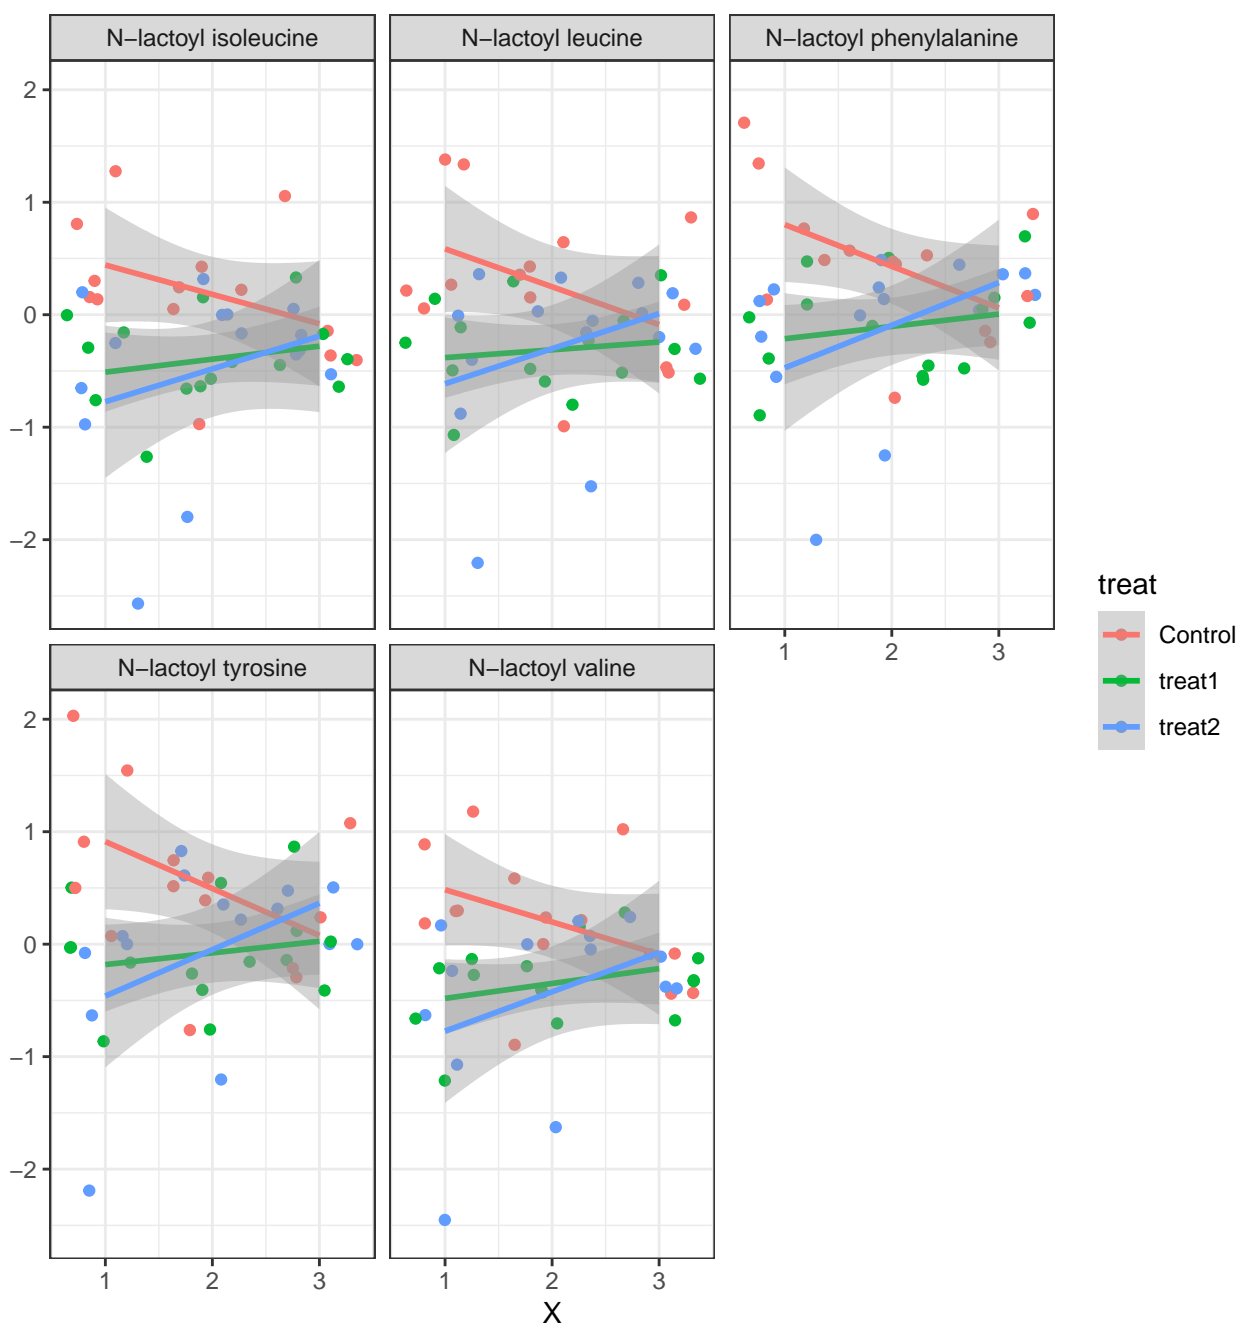 N−lactoyl isoleucine
N−lactoyl leucine
N−lactoyl phenylalanine
2
1
0
−1
−2
1
2
3
N−lactoyl tyrosine
N−lactoyl valine
2
1
0
−1
−2
1
2
3
1
2
3
X
treat
Control
treat1
treat2